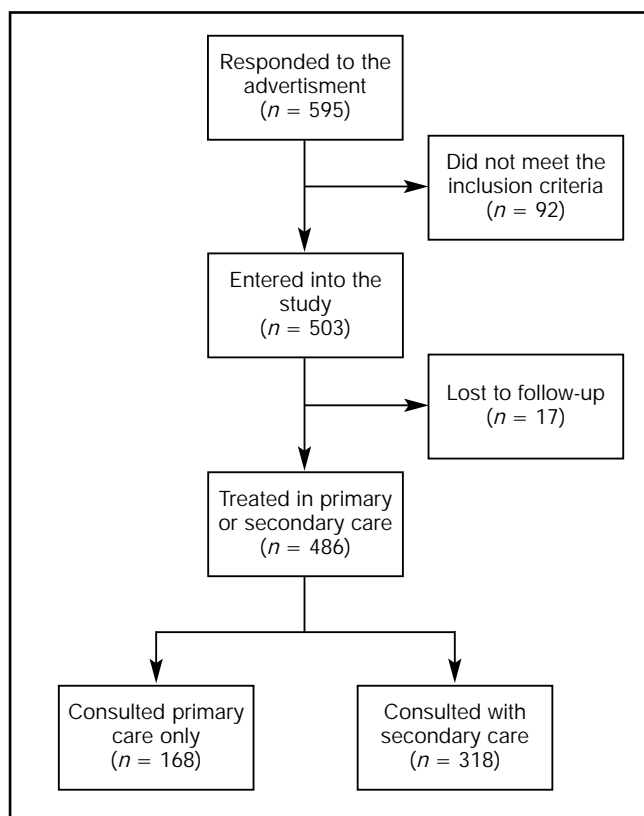 Responded to the
advertisment
(n = 595)
Did not meet the
inclusion criteria
(n = 92)
Entered into the
study
(n = 503)
Lost to follow-up
(n = 17)
Treated in primary
or secondary care
(n = 486)
Consulted primary
care only
(n = 168)
Consulted with
secondary care
(n = 318)